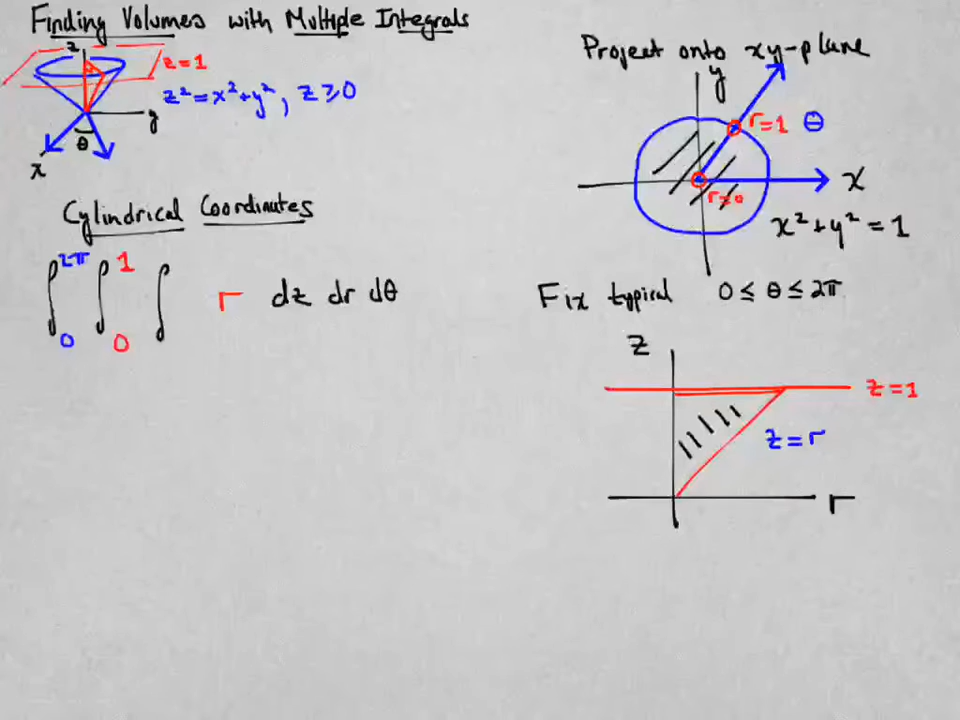 Finding Volumes with Multiple Integrals
z
z=1
z²=x²+y², z≥0
y
θ
x
Cylindrical Coordinates
∫₀^2π ∫₀^1 ∫ r dz dr dθ
Project onto xy-plane
y
r=1 θ
x
r=0
x²+y²=1
Fix typical 0≤θ≤2π
z
z=1
z=r
r